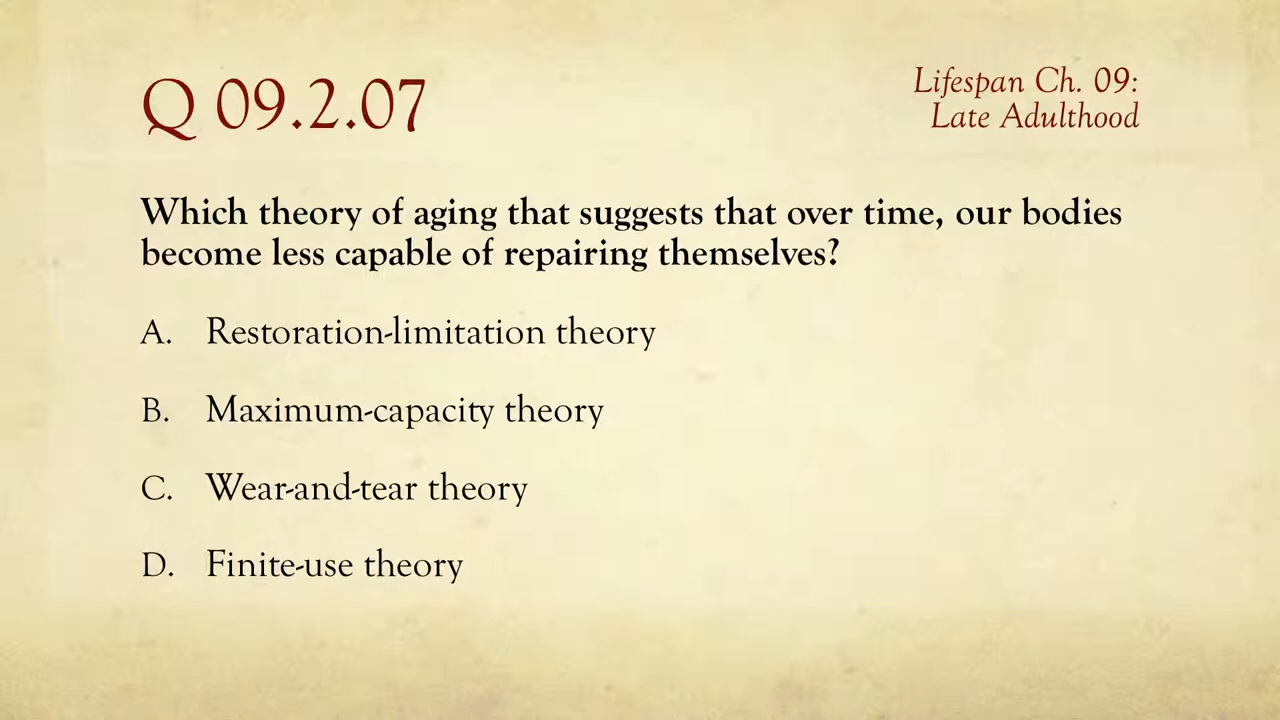 Q 09.2.07
Lifespan Ch. 09:
Late Adulthood
Which theory of aging that suggests that over time, our bodies
become less capable of repairing themselves?
A. Restoration-limitation theory
B. Maximum-capacity theory
C. Wear-and-tear theory
D. Finite-use theory